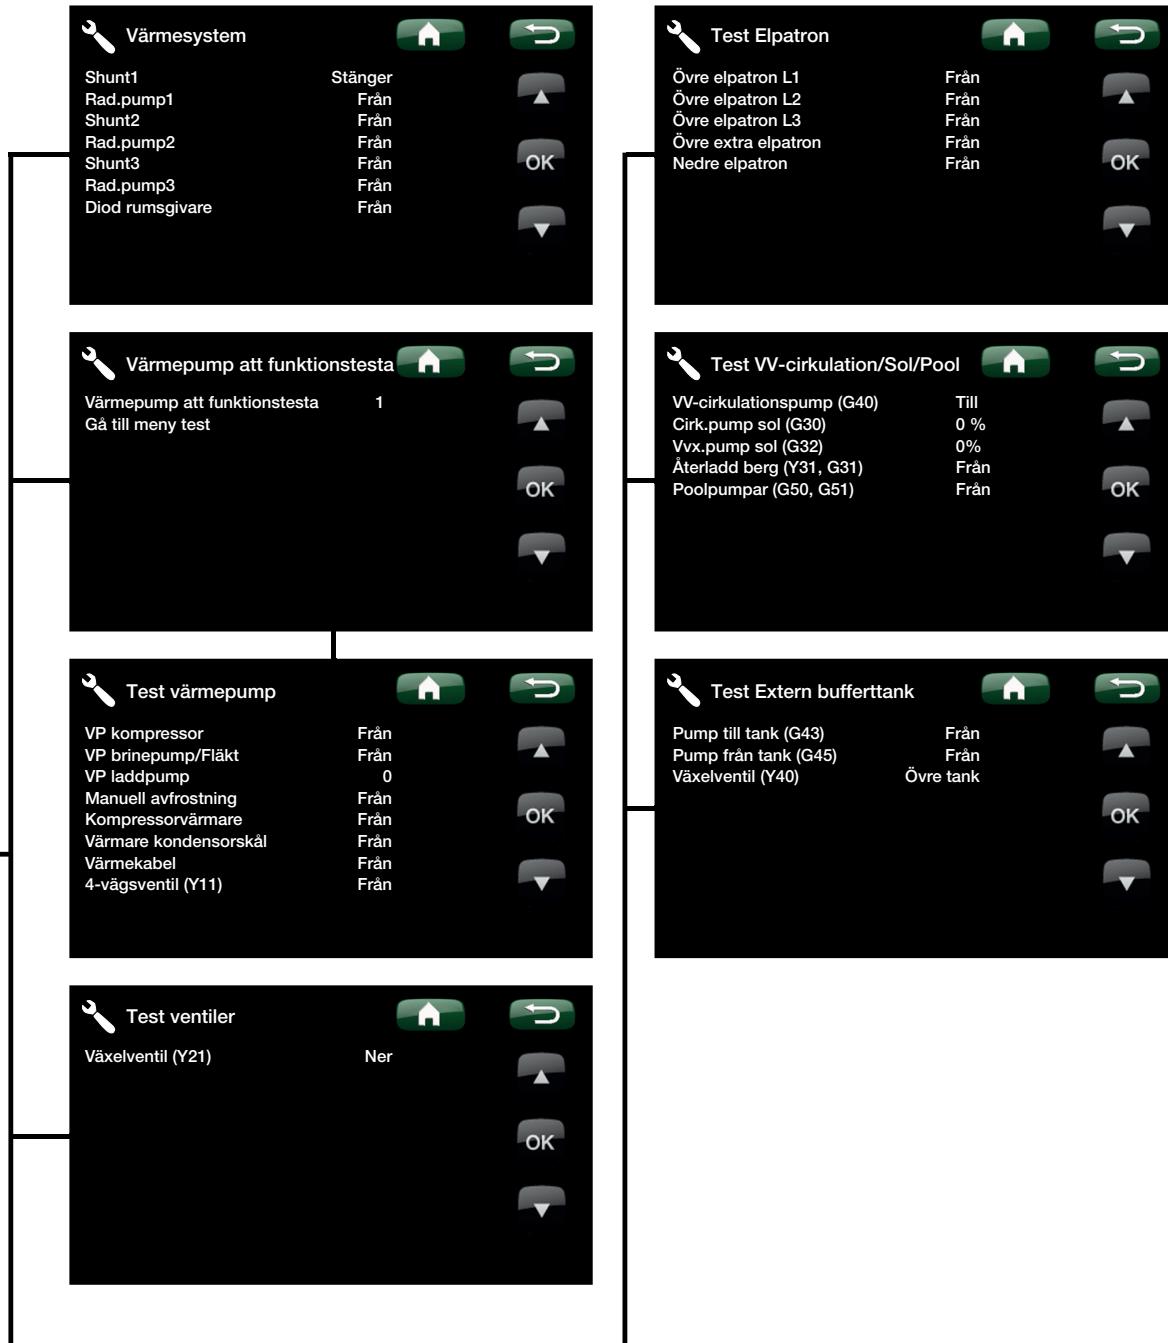 Värmesystem
Shunt1 Stänger
Rad.pump1 Från
Shunt2 Från
Rad.pump2 Från
Shunt3 Från
Rad.pump3 Från
Diod rumsgivare Från
OK
Värmepump att funktionstesta
Värmepump att funktionstesta 1
Gå till meny test
OK
Test värmepump
VP kompressor Från
VP brinepump/Fläkt Från
VP laddpump 0
Manuell avfrostning Från
Kompressorvärmare Från
Värmare kondensorskål Från
Värmekabel Från
4-vägsventil (Y11) Från
OK
Test ventiler
Växelventil (Y21) Ner
OK
Test Elpatron
Övre elpatron L1 Från
Övre elpatron L2 Från
Övre elpatron L3 Från
Övre extra elpatron Från
Nedre elpatron Från
OK
Test VV-cirkulation/Sol/Pool
VV-cirkulationspump (G40) Till
Cirk.pump sol (G30) 0 %
Vvx.pump sol (G32) 0%
Återladd berg (Y31, G31) Från
Poolpumpar (G50, G51) Från
OK
Test Extern bufferttank
Pump till tank (G43) Från
Pump från tank (G45) Från
Växelventil (Y40) Övre tank
OK